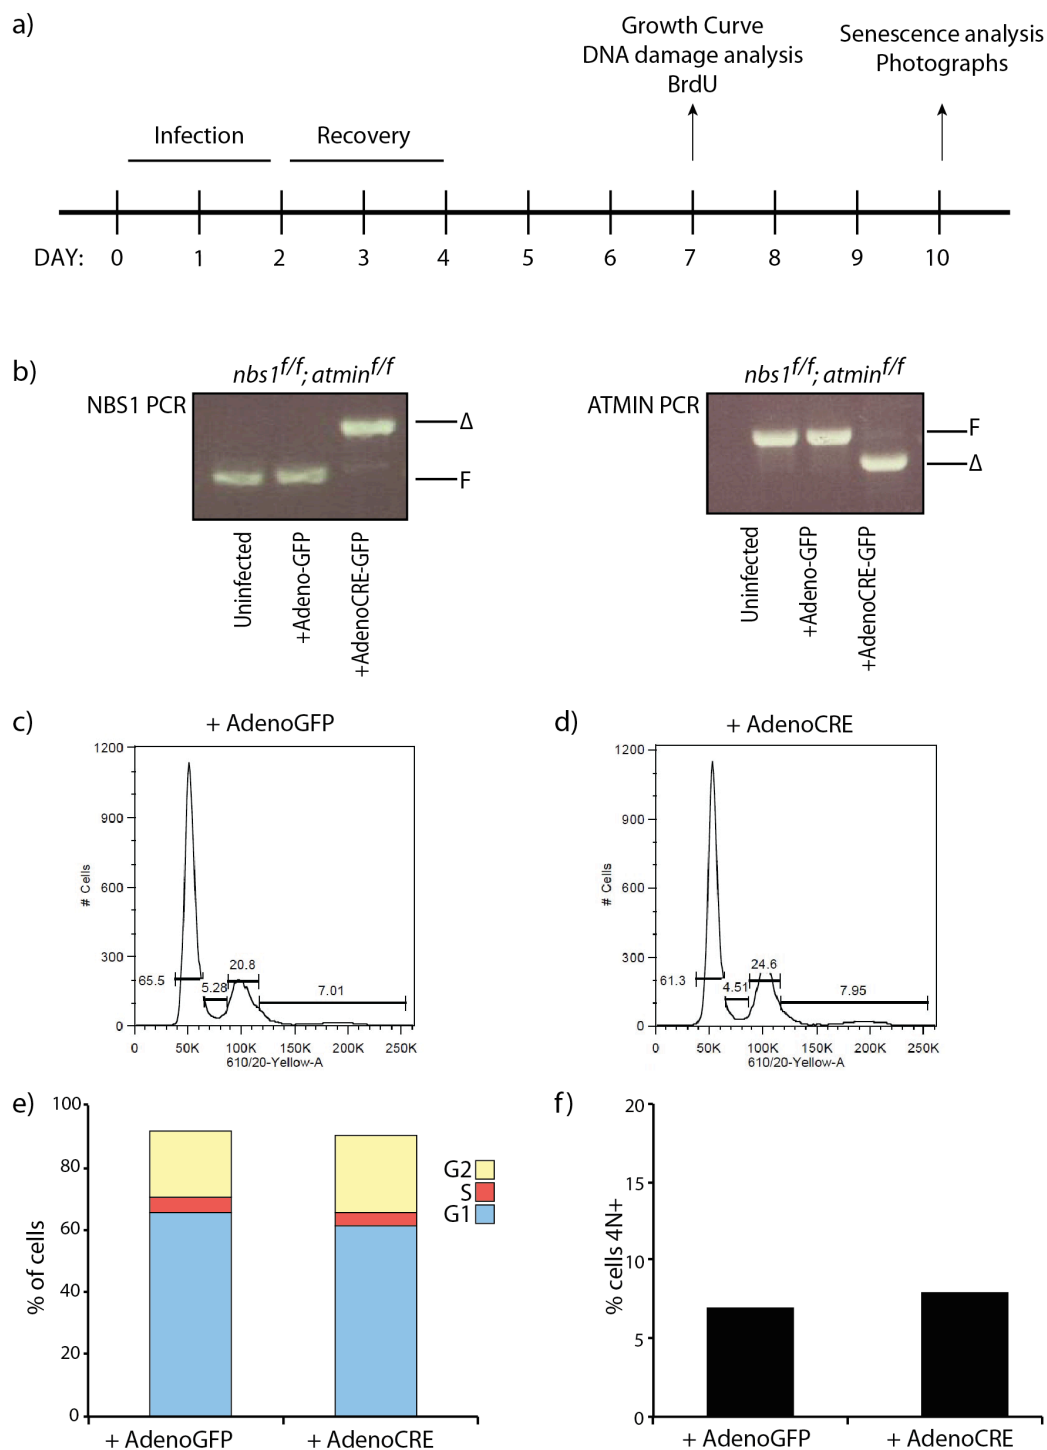 a)
Growth Curve
DNA damage analysis
BrdU
Senescence analysis
Photographs
Infection
Recovery
DAY: 0 1 2 3 4 5 6 7 8 9 10
b)
nbs1f/f; atminf/f
NBS1 PCR
Δ
F
Uninfected
+Adeno-GFP
+AdenoCRE-GFP
nbs1f/f; atminf/f
ATMIN PCR
F
Δ
Uninfected
+Adeno-GFP
+AdenoCRE-GFP
c)
+ AdenoGFP
1200
900
600
300
0
# Cells
65.5
5.28
20.8
7.01
0 50K 100K 150K 200K 250K
610/20-Yellow-A
d)
+ AdenoCRE
1200
900
600
300
0
# Cells
61.3
4.51
24.6
7.95
0 50K 100K 150K 200K 250K
610/20-Yellow-A
e)
100
80
60
40
20
0
% of cells
G2
S
G1
+ AdenoGFP
+ AdenoCRE
f)
20
15
10
5
0
% cells 4N+
+ AdenoGFP
+ AdenoCRE